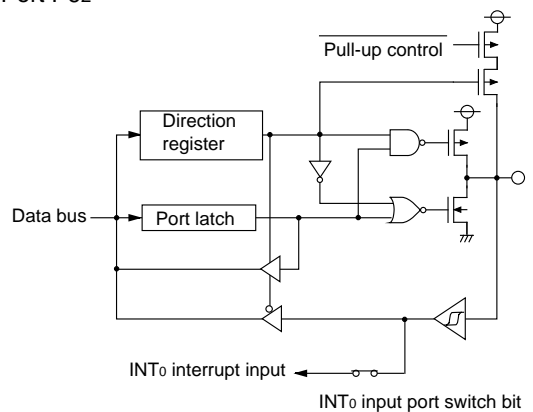 Pull-up control
Direction
register
Data bus
Port latch
INT0 interrupt input
INT0 input port switch bit